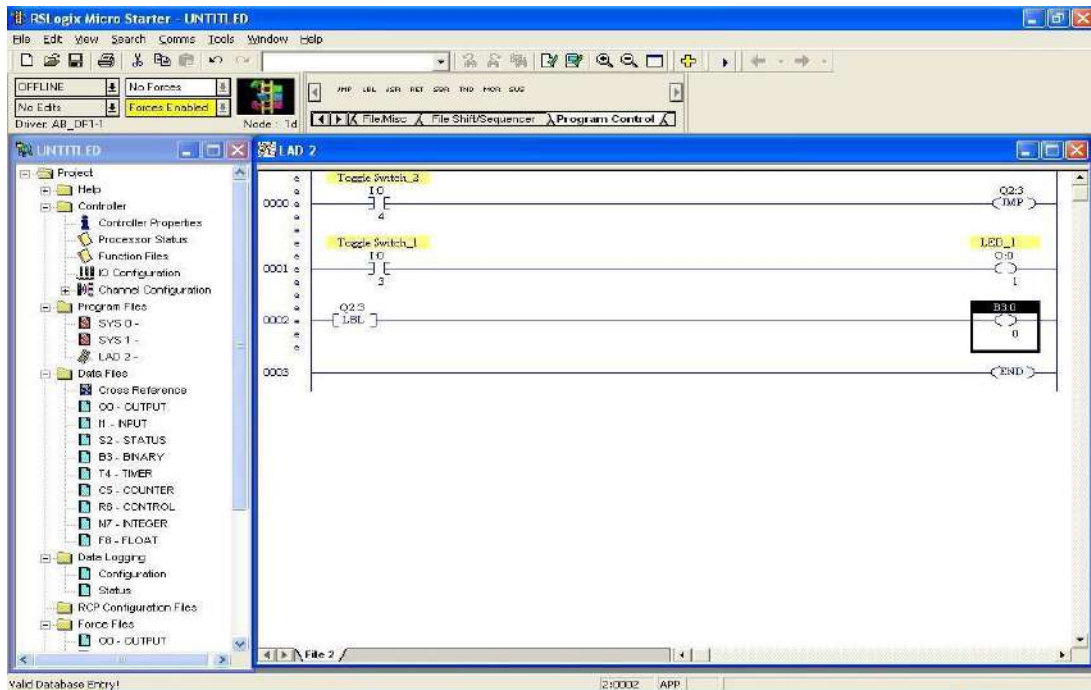 RSLogix Micro Starter - UNTITLED
File Edit View Search Comms Tools Window Help
OFFLINE No Forces
No Edits Forces Enabled
Driver: AB_DF1-1 Node : 1d
JMP LBL JSR RET SBR TND MCR SUS
File/Misc File Shift/Sequencer Program Control
UNTITLED
Project
Help
Controller
Controller Properties
Processor Status
Function Files
IO Configuration
Channel Configuration
Program Files
SYS 0 -
SYS 1 -
LAD 2 -
Data Files
Cross Reference
O0 - OUTPUT
I1 - INPUT
S2 - STATUS
B3 - BINARY
T4 - TIMER
C5 - COUNTER
R6 - CONTROL
N7 - INTEGER
F8 - FLOAT
Data Logging
Configuration
Status
RCP Configuration Files
Force Files
O0 - OUTPUT
LAD 2
Toggle Switch_2
I:0 Q2:3
0000 e JMP
e 4
Toggle Switch_1 LED_1
I:0 O:0
0001 e
3 1
Q2:3 B3:0
0002 e LBL
0
0003 END
File 2
Valid Database Entry! 2:0002 APP